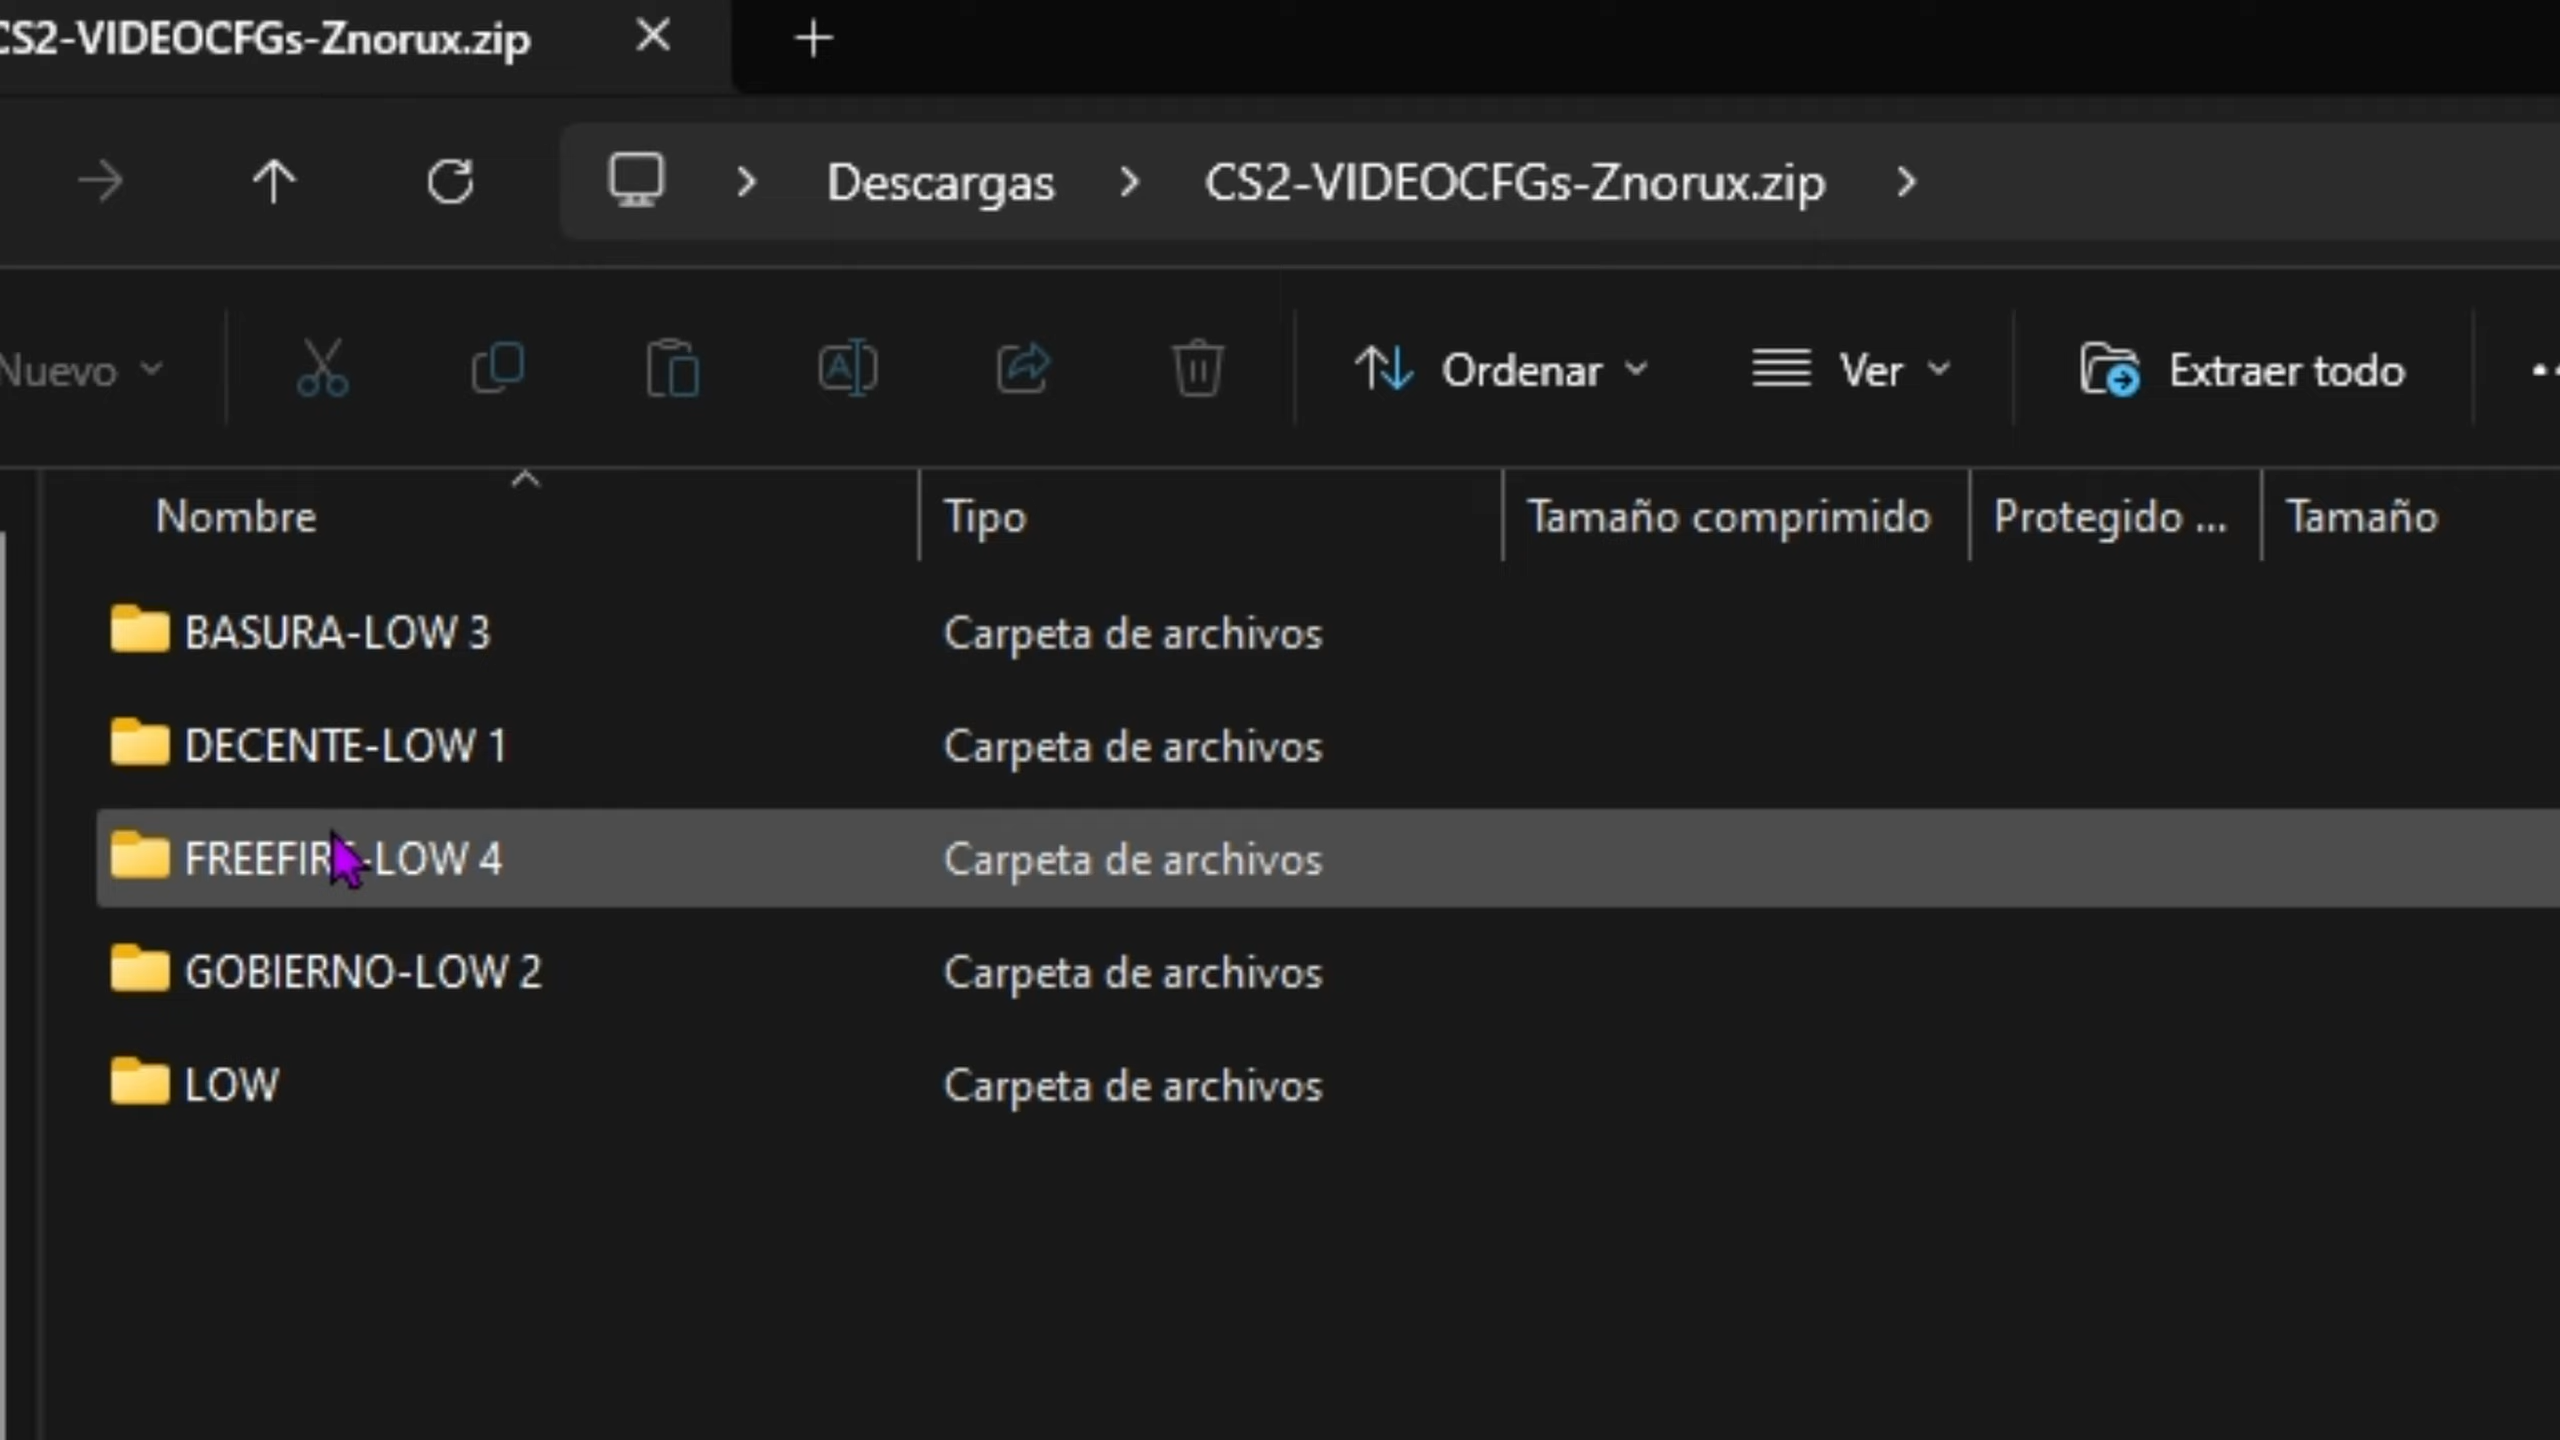 CS2-VIDEOCFGs-Znorux.zip
Descargas > CS2-VIDEOCFGs-Znorux.zip >
Nuevo Ordenar Ver Extraer todo
Nombre Tipo Tamaño comprimido Protegido ... Tamaño
BASURA-LOW 3 Carpeta de archivos
DECENTE-LOW 1 Carpeta de archivos
FREEFIRE-LOW 4 Carpeta de archivos
GOBIERNO-LOW 2 Carpeta de archivos
LOW Carpeta de archivos